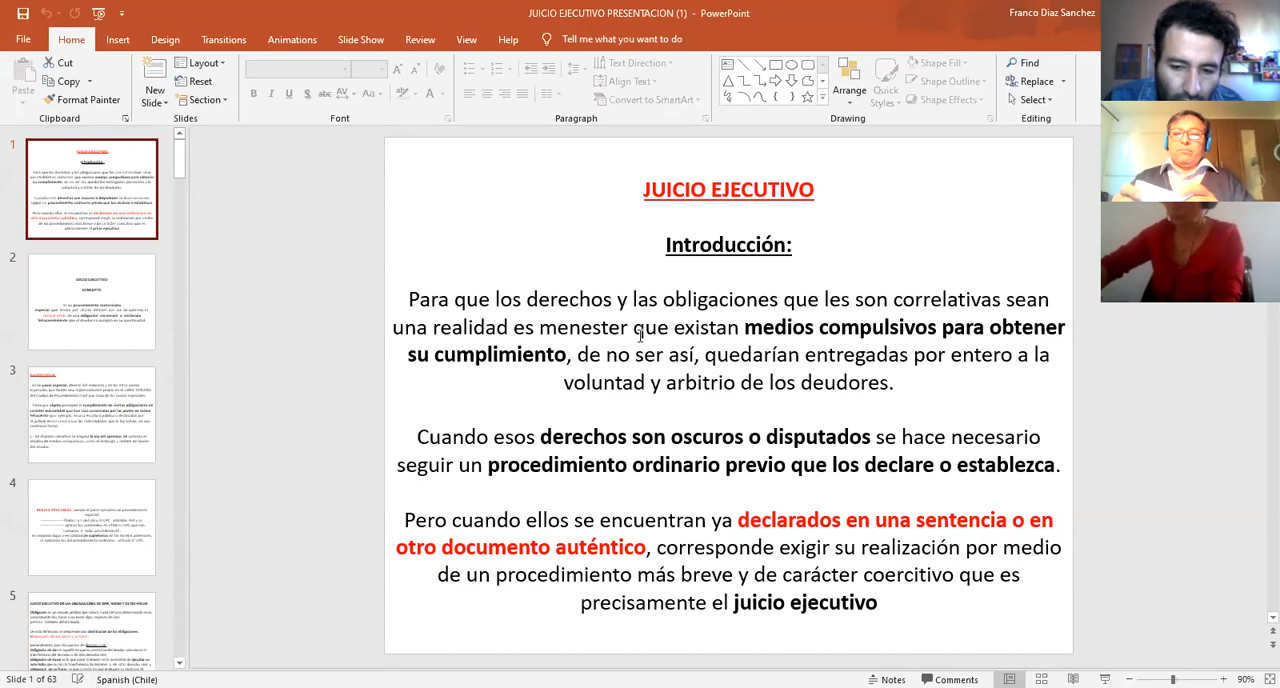 JUICIO EJECUTIVO PRESENTACION (1) - PowerPoint
Franco Diaz Sanchez
File Home Insert Design Transitions Animations Slide Show Review View Help Tell me what you want to do
Cut
Copy
Format Painter
Paste
Clipboard
New
Slide
Layout
Reset
Section
Slides
Font
Text Direction
Align Text
Convert to SmartArt
Paragraph
Arrange
Quick
Styles
Shape Fill
Shape Outline
Shape Effects
Drawing
Find
Replace
Select
Editing
1
2
3
4
5
JUICIO EJECUTIVO
Introducción:
Para que los derechos y las obligaciones que les son correlativas sean
una realidad es menester que existan medios compulsivos para obtener
su cumplimiento, de no ser así, quedarían entregadas por entero a la
voluntad y arbitrio de los deudores.
Cuando esos derechos son oscuros o disputados se hace necesario
seguir un procedimiento ordinario previo que los declare o establezca.
Pero cuando ellos se encuentran ya declarados en una sentencia o en
otro documento auténtico, corresponde exigir su realización por medio
de un procedimiento más breve y de carácter coercitivo que es
precisamente el juicio ejecutivo
Slide 1 of 63 Spanish (Chile) Notes Comments 90%